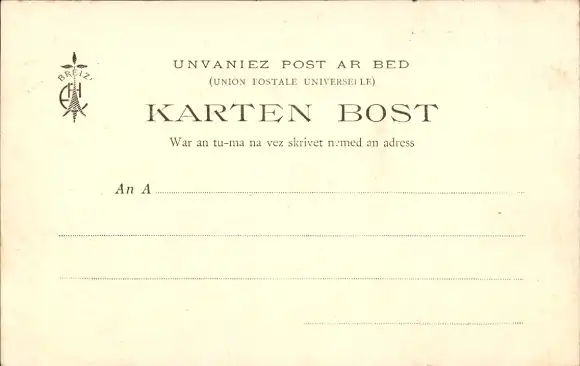 BREIZ
UNVANIEZ POST AR BED
(UNION POSTALE UNIVERSELLE)
KARTEN BOST
War an tu-ma na vez skrivet nemed an adress
An A